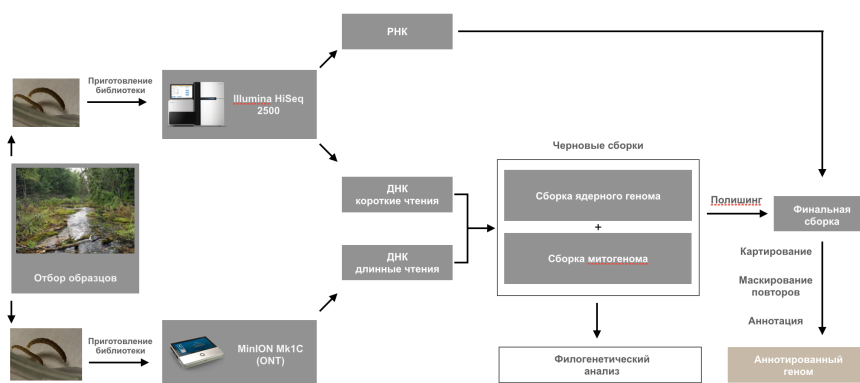 РНК
Приготовление
библиотеки
Illumina HiSeq
2500
Черновые сборки
ДНК
короткие чтения
Сборка ядерного генома
Полишинг
Финальная
сборка
+
ДНК
длинные чтения
Сборка митогенома
Отбор образцов
Картирование
Маскирование
повторов
Аннотация
Приготовление
библиотеки
MinION Mk1C
(ONT)
Филогенетический
анализ
Аннотированный
геном